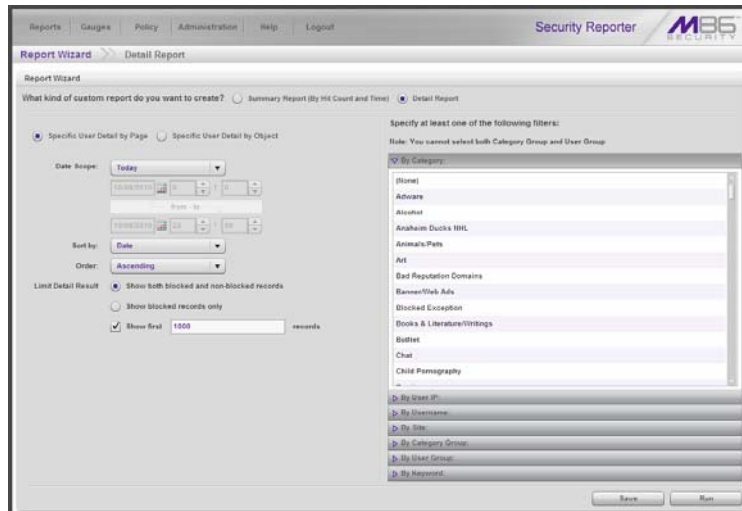 Reports Gauges Policy Administration Help Logout
Security Reporter
M86 SECURITY
Report Wizard Detail Report
Report Wizard
What kind of custom report do you want to create? Summary Report (By Hit Count and Time) Detail Report
Specific User Detail by Page Specific User Detail by Object
Date Scope: Today
from - to
Sort by: Date
Order: Ascending
Limit Detail Result Show both blocked and non-blocked records
Show blocked records only
Show first 1000 records
Specify at least one of the following filters:
Note: You cannot select both Category Group and User Group
By Category:
(None)
Adware
Alcohol
Anaheim Ducks NHL
Animals/Pets
Art
Bad Reputation Domains
Banner/Web Ads
Blocked Exception
Books & Literature/Writings
BotNet
Chat
Child Pornography
By User IP:
By Username:
By Site:
By Category Group:
By User Group:
By Keyword:
Save Run